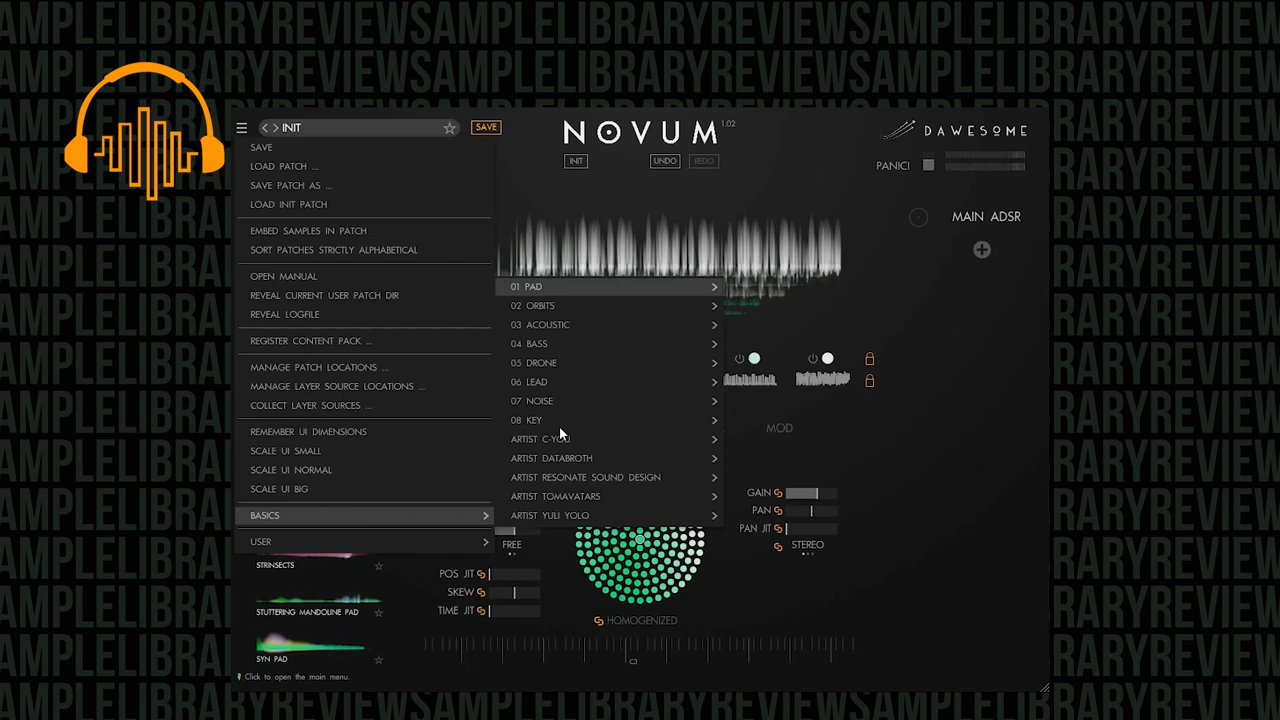 AMPLELIBRARYREVIEWSAMPLELIBRARYREVIEWSAMPLELIBRARYREVIEWSAMPLELIBRARYREVIEW
INIT
SAVE
NOVUM 1.02
DAWESOME
INIT
UNDO
REDO
PANIC!
MAIN ADSR
SAVE
LOAD PATCH ...
SAVE PATCH AS ...
LOAD INIT PATCH
EMBED SAMPLES IN PATCH
SORT PATCHES STRICTLY ALPHABETICAL
OPEN MANUAL
REVEAL CURRENT USER PATCH DIR
REVEAL LOGFILE
REGISTER CONTENT PACK ...
MANAGE PATCH LOCATIONS ...
MANAGE LAYER SOURCE LOCATIONS ...
COLLECT LAYER SOURCES ...
REMEMBER UI DIMENSIONS
SCALE UI SMALL
SCALE UI NORMAL
SCALE UI BIG
BASICS
USER
01 PAD
02 ORBITS
03 ACOUSTIC
04 BASS
05 DRONE
06 LEAD
07 NOISE
08 KEY
ARTIST C-YOU
ARTIST DATABROTH
ARTIST RESONATE SOUND DESIGN
ARTIST TOMAVATARS
ARTIST YULI YOLO
MOD
GAIN
PAN
PAN JIT
STEREO
FREE
POS JIT
SKEW
TIME JIT
HOMOGENIZED
C3
STRINSECTS
STUTTERING MANDOLINE PAD
SYN PAD
Click to open the main menu.